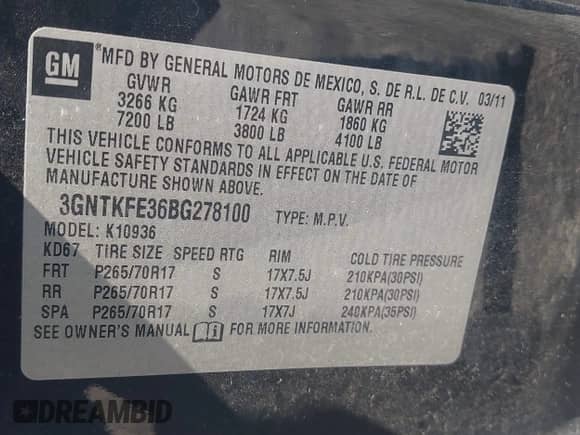 GM
®MFD BY GENERAL MOTORS DE MEXICO, S. DE R.L. DE C.V. 03/11
GVWR GAWR FRT GAWR RR
3266 KG 1724 KG 1860 KG
7200 LB 3800 LB 4100 LB
THIS VEHICLE CONFORMS TO ALL APPLICABLE U.S. FEDERAL MOTOR
VEHICLE SAFETY STANDARDS IN EFFECT ON THE DATE OF
MANUFACTURE SHOWN ABOVE.
3GNTKFE36BG278100 TYPE: M.P.V.
MODEL: K10936
KD67 TIRE SIZE SPEED RTG RIM COLD TIRE PRESSURE
FRT P265/70R17 S 17X7.5J 210KPA(30PSI)
RR P265/70R17 S 17X7.5J 210KPA(30PSI)
SPA P265/70R17 S 17X7J 240KPA(35PSI)
SEE OWNER'S MANUAL FOR MORE INFORMATION.
DREAMBID